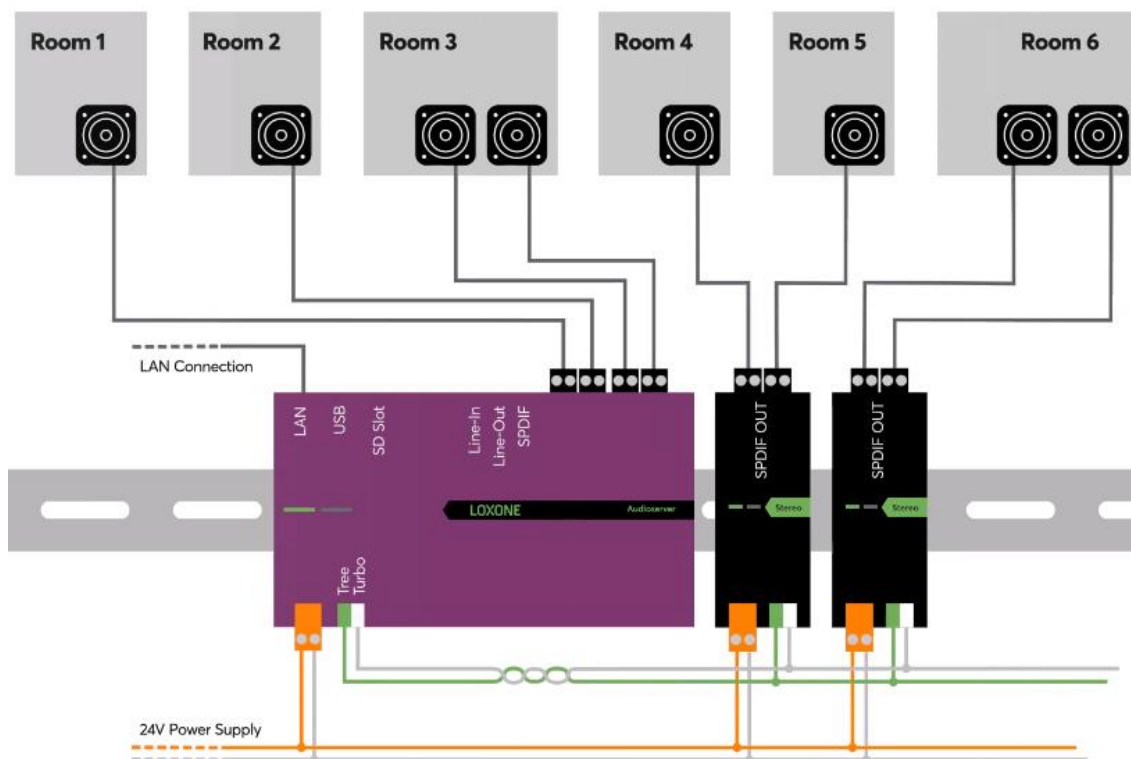 Room 1
Room 2
Room 3
Room 4
Room 5
Room 6
LAN Connection
LAN
USB
SD Slot
Line-In
Line-Out
SPDIF
SPDIF OUT
SPDIF OUT
LOXONE
Audioserver
Stereo
Stereo
Tree
Turbo
24V Power Supply